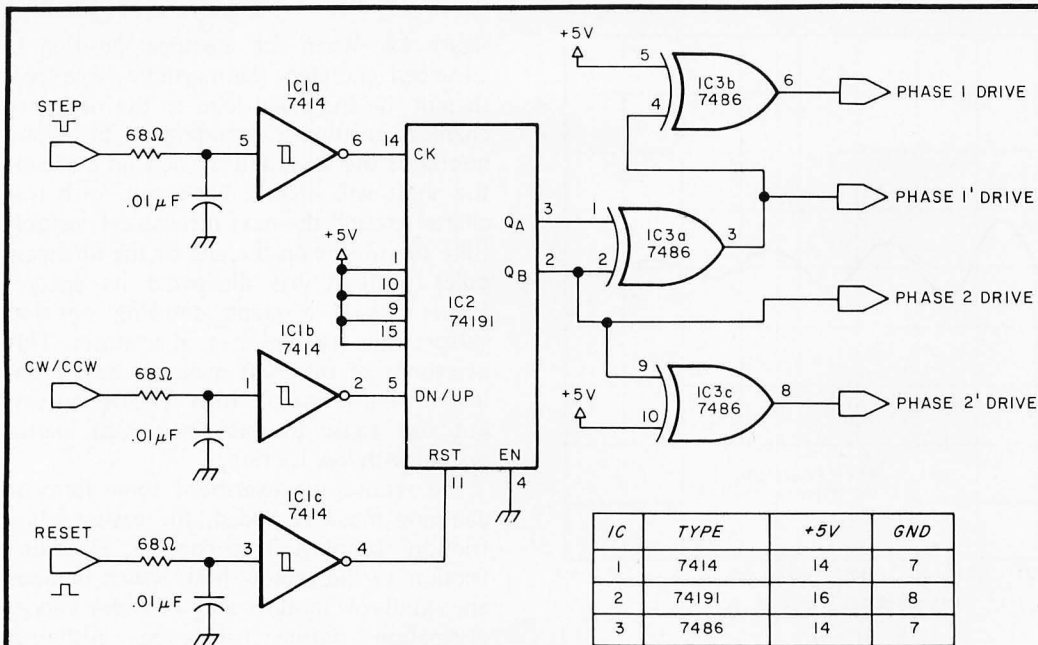 STEP
68Ω
.01μF
IC1a
7414
5
6
14
CK
+5V
1
10
9
15
IC2
74191
QA
3
QB
2
CW/CCW
68Ω
.01μF
IC1b
7414
1
2
5
DN/UP
RST
11
EN
4
RESET
68Ω
.01μF
IC1c
7414
3
4
+5V
5
4
IC3b
7486
6
PHASE 1 DRIVE
1
2
IC3a
7486
3
PHASE 1' DRIVE
PHASE 2 DRIVE
+5V
9
10
IC3c
7486
8
PHASE 2' DRIVE
IC TYPE +5V GND
1 7414 14 7
2 74191 16 8
3 7486 14 7